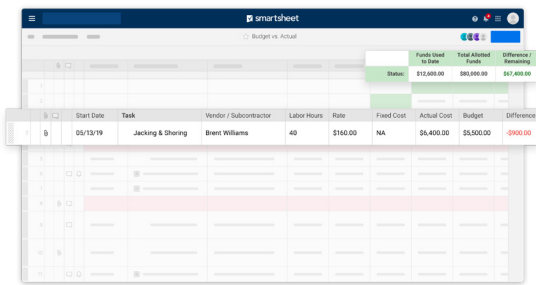 smartsheet
Budget vs. Actual
Funds Used to Date Total Allotted Funds Difference / Remaining
Status: $12,600.00 $80,000.00 $67,400.00
Start Date Task Vendor / Subcontractor Labor Hours Rate Fixed Cost Actual Cost Budget Difference
05/13/19 Jacking & Shoring Brent Williams 40 $160.00 NA $6,400.00 $5,500.00 -$900.00